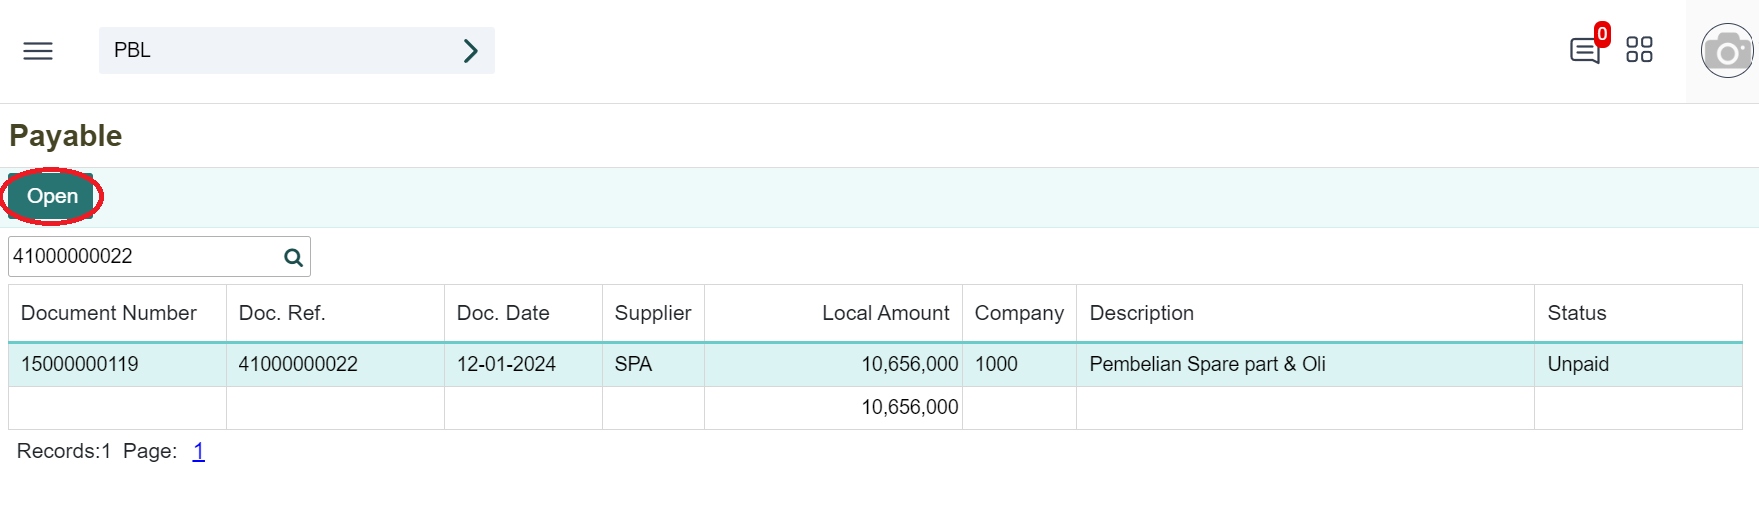 PBL
0
Payable
Open
41000000022
Document Number Doc. Ref. Doc. Date Supplier Local Amount Company Description Status
15000000119 41000000022 12-01-2024 SPA 10,656,000 1000 Pembelian Spare part & Oli Unpaid
10,656,000
Records:1 Page: 1